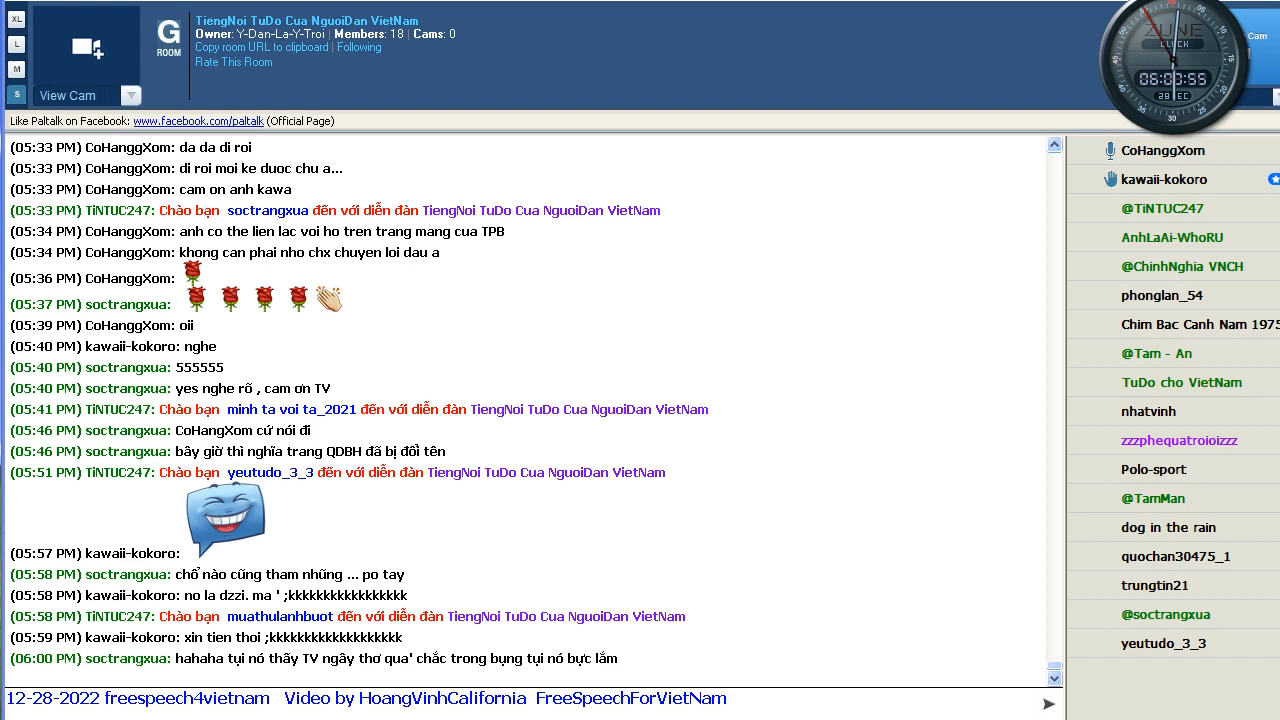 XL
L
M
S
View Cam
G
ROOM
TiengNoi TuDo Cua NguoiDan VietNam
Owner: Y-Dan-La-Y-Troi | Members: 18 | Cams: 0
Copy room URL to clipboard | Following
Rate This Room
ZUNE
CLOCK
06:00:55
Cam
Like Paltalk on Facebook: www.facebook.com/paltalk (Official Page)
(05:33 PM) CoHanggXom: da da di roi
(05:33 PM) CoHanggXom: di roi moi ke duoc chu a...
(05:33 PM) CoHanggXom: cam on anh kawa
(05:33 PM) TiNTUC247: Chào bạn soctrangxua đến với diễn đàn TiengNoi TuDo Cua NguoiDan VietNam
(05:34 PM) CoHanggXom: anh co the lien lac voi ho tren trang mang cua TPB
(05:34 PM) CoHanggXom: khong can phai nho chx chuyen loi dau a
(05:36 PM) CoHanggXom:
(05:37 PM) soctrangxua:
(05:39 PM) CoHanggXom: oii
(05:40 PM) kawaii-kokoro: nghe
(05:40 PM) soctrangxua: 555555
(05:40 PM) soctrangxua: yes nghe rõ , cam ơn TV
(05:41 PM) TiNTUC247: Chào bạn minh ta voi ta_2021 đến với diễn đàn TiengNoi TuDo Cua NguoiDan VietNam
(05:46 PM) soctrangxua: CoHangXom cứ nói đi
(05:46 PM) soctrangxua: bây giờ thì nghĩa trang QDBH đã bị đổi tên
(05:51 PM) TiNTUC247: Chào bạn yeutudo_3_3 đến với diễn đàn TiengNoi TuDo Cua NguoiDan VietNam
(05:57 PM) kawaii-kokoro:
(05:58 PM) soctrangxua: chổ nào cũng tham nhũng ... po tay
(05:58 PM) kawaii-kokoro: no la dzzi. ma ' ;kkkkkkkkkkkkkkkkk
(05:58 PM) TiNTUC247: Chào bạn muathulanhbuot đến với diễn đàn TiengNoi TuDo Cua NguoiDan VietNam
(05:59 PM) kawaii-kokoro: xin tien thoi ;kkkkkkkkkkkkkkkkkkk
(06:00 PM) soctrangxua: hahaha tụi nó thấy TV ngây thơ qua' chắc trong bụng tụi nó bực lắm
12-28-2022 freespeech4vietnam Video by HoangVinhCalifornia FreeSpeechForVietNam
CoHanggXom
kawaii-kokoro
@TiNTUC247
AnhLaAi-WhoRU
@ChinhNghia VNCH
phonglan_54
Chim Bac Canh Nam 1975
@Tam - An
TuDo cho VietNam
nhatvinh
zzzphequatroioizzz
Polo-sport
@TamMan
dog in the rain
quochan30475_1
trungtin21
@soctrangxua
yeutudo_3_3